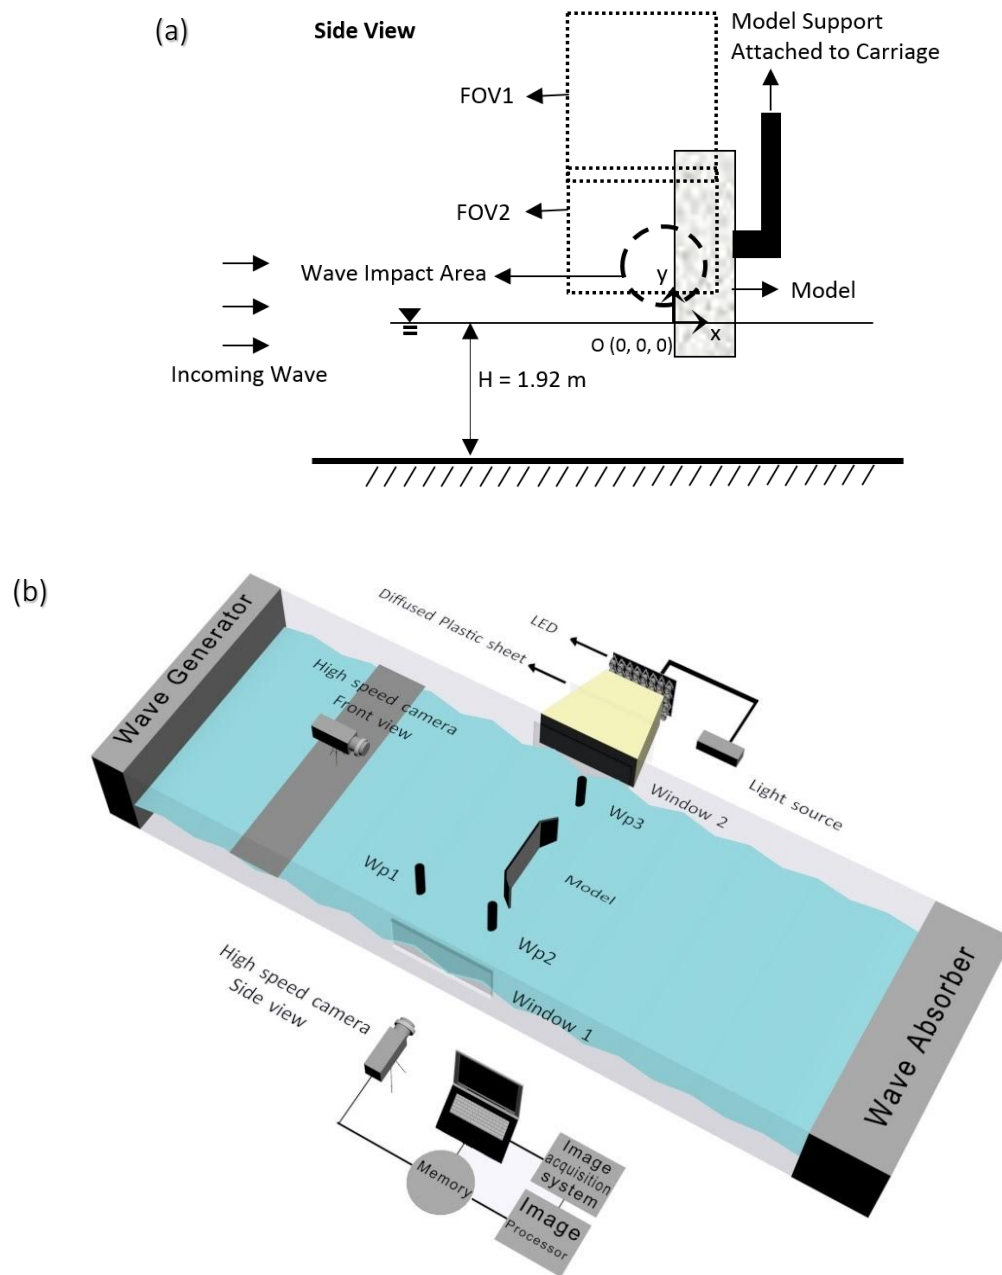 (a)
Side View
Model Support
Attached to Carriage
FOV1
FOV2
Wave Impact Area
y
Model
x
O (0, 0, 0)
Incoming Wave
H = 1.92 m
(b)
Wave Generator
Diffused Plastic sheet
LED
High speed camera
Front view
Light source
Window 2
Wp3
Wp1
Model
Wp2
Window 1
High speed camera
Side view
Wave Absorber
Memory
Image
acquisition
system
Image
Processor